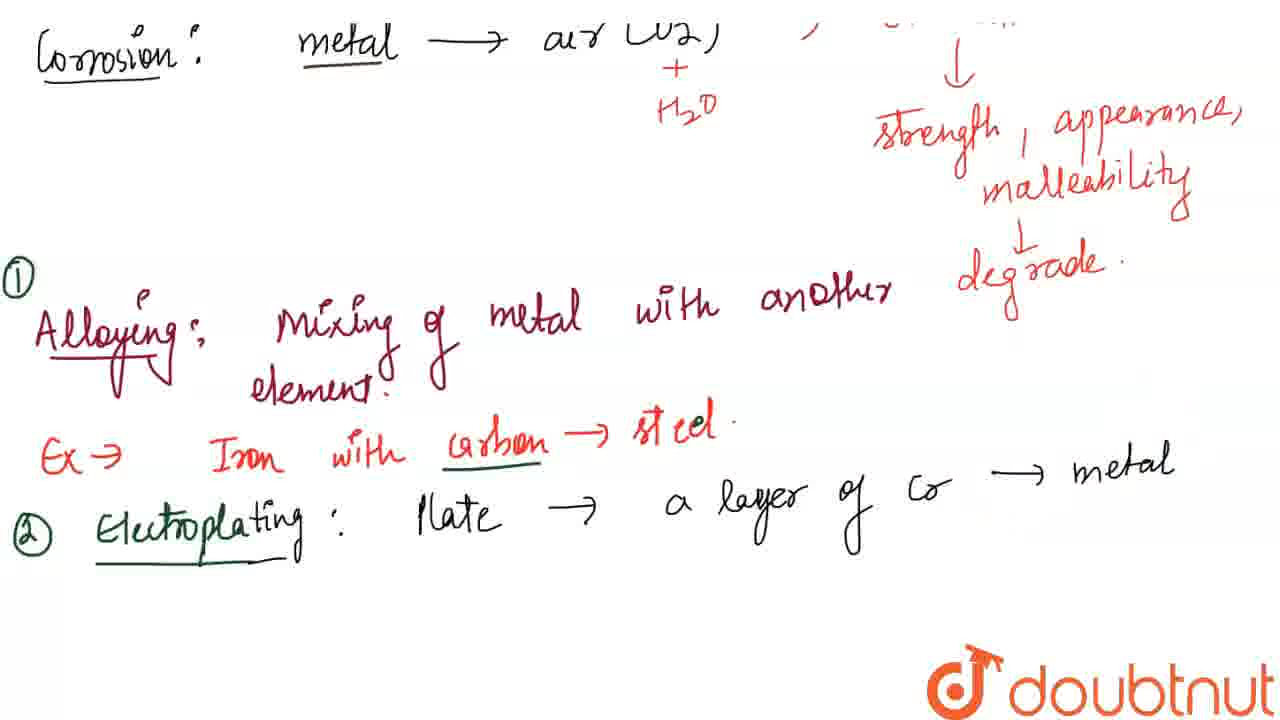 Corrosion: metal → air (O2)
+
H2O
↓
strength, appearance,
malleability
↓
degrade.
①
Alloying: Mixing of metal with another
element.
Ex → Iron with carbon → steel.
② Electroplating: Plate → a layer of Cr → metal
doubtnut